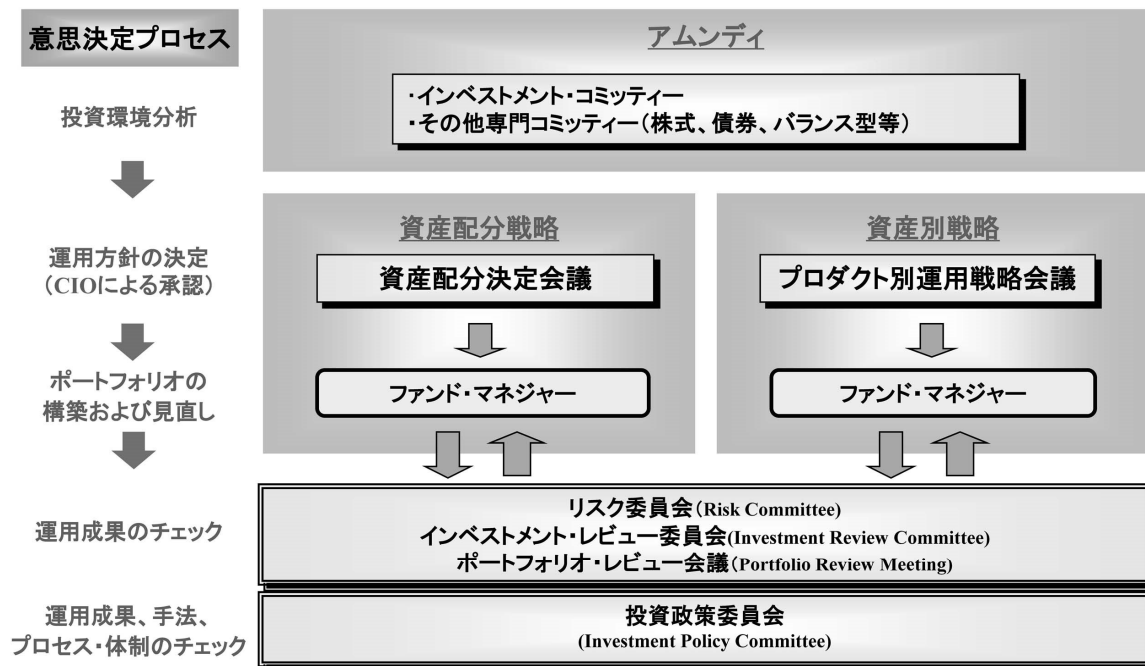 意思決定プロセス
アムンディ
投資環境分析
・インベストメント・コミッティー
・その他専門コミッティー(株式、債券、バランス型等)
運用方針の決定
(CIOによる承認)
資産配分戦略
資産配分決定会議
資産別戦略
プロダクト別運用戦略会議
ポートフォリオの
構築および見直し
ファンド・マネジャー
ファンド・マネジャー
運用成果のチェック
リスク委員会(Risk Committee)
インベストメント・レビュー委員会(Investment Review Committee)
ポートフォリオ・レビュー会議(Portfolio Review Meeting)
運用成果、手法、
プロセス・体制のチェック
投資政策委員会
(Investment Policy Committee)